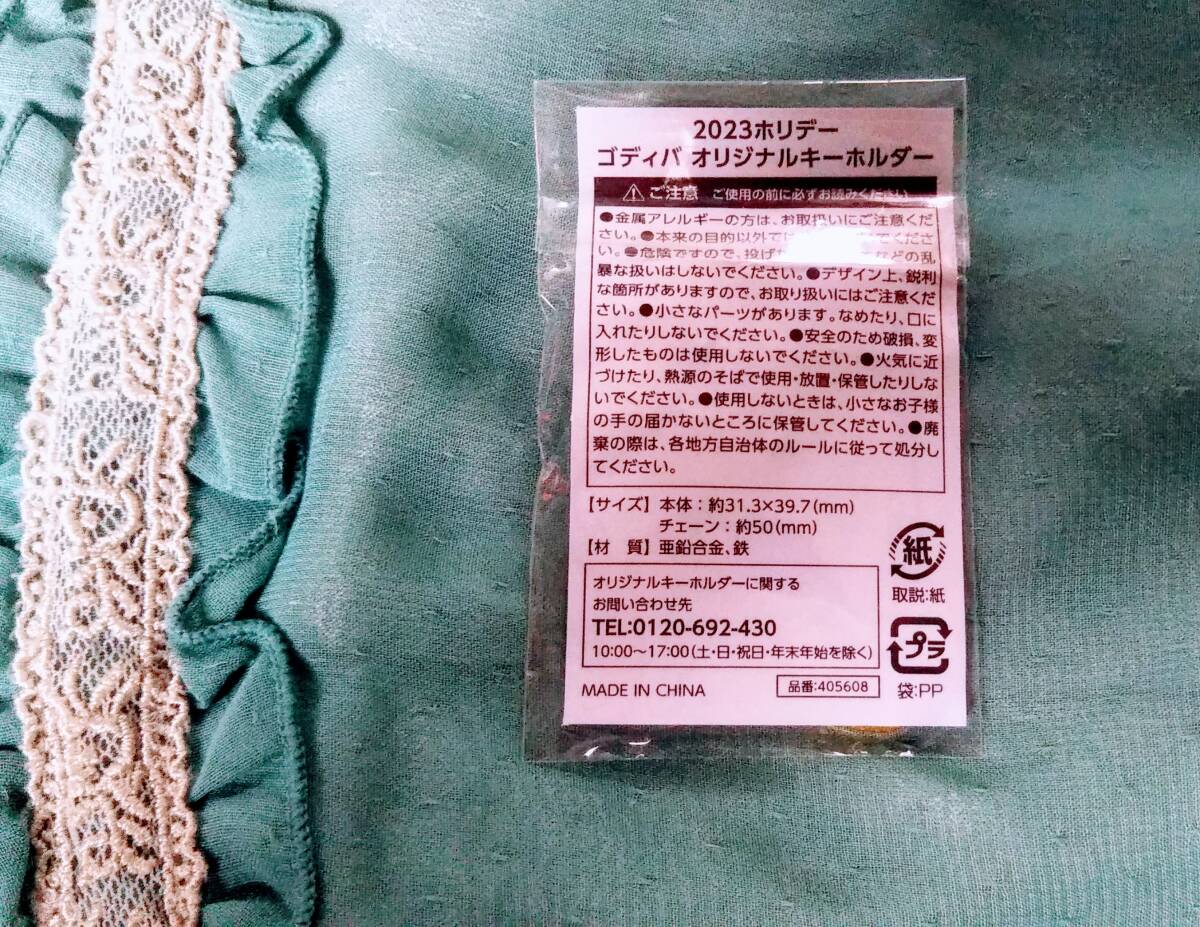 2023ホリデー
ゴディバ オリジナルキーホルダー
ご注意 ご使用の前に必ずお読みください
●金属アレルギーの方は、お取扱いにご注意くだ
さい。●本来の目的以外では でくださ
い。●危険ですので、投げ などの乱
暴な扱いはしないでください。●デザイン上、鋭利
な箇所がありますので、お取り扱いにはご注意くだ
さい。●小さなパーツがあります。なめたり、口に
入れたりしないでください。●安全のため破損、変
形したものは使用しないでください。●火気に近
づけたり、熱源のそばで使用・放置・保管したりしな
いでください。●使用しないときは、小さなお子様
の手の届かないところに保管してください。●廃
棄の際は、各地方自治体のルールに従って処分し
てください。
【サイズ】本体：約31.3×39.7(mm)
チェーン：約50(mm)
【材 質】亜鉛合金、鉄
紙
取説:紙
オリジナルキーホルダーに関する
お問い合わせ先
TEL:0120-692-430
10:00〜17:00(土・日・祝日・年末年始を除く)
プラ
袋:PP
MADE IN CHINA
品番:405608